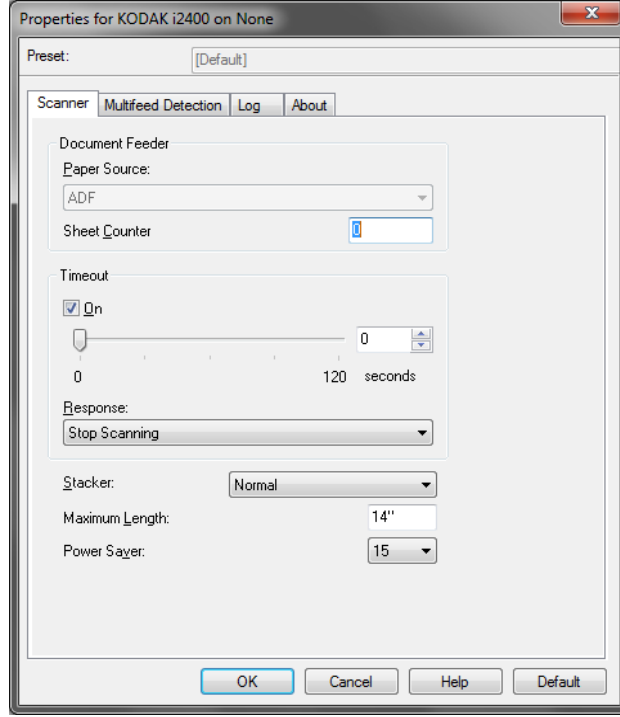 Properties for KODAK i2400 on None
Preset: [Default]
Scanner Multifeed Detection Log About
Document Feeder
Paper Source:
ADF
Sheet Counter 0
Timeout
On
0
0 120 seconds
Response:
Stop Scanning
Stacker: Normal
Maximum Length: 14"
Power Saver: 15
OK Cancel Help Default